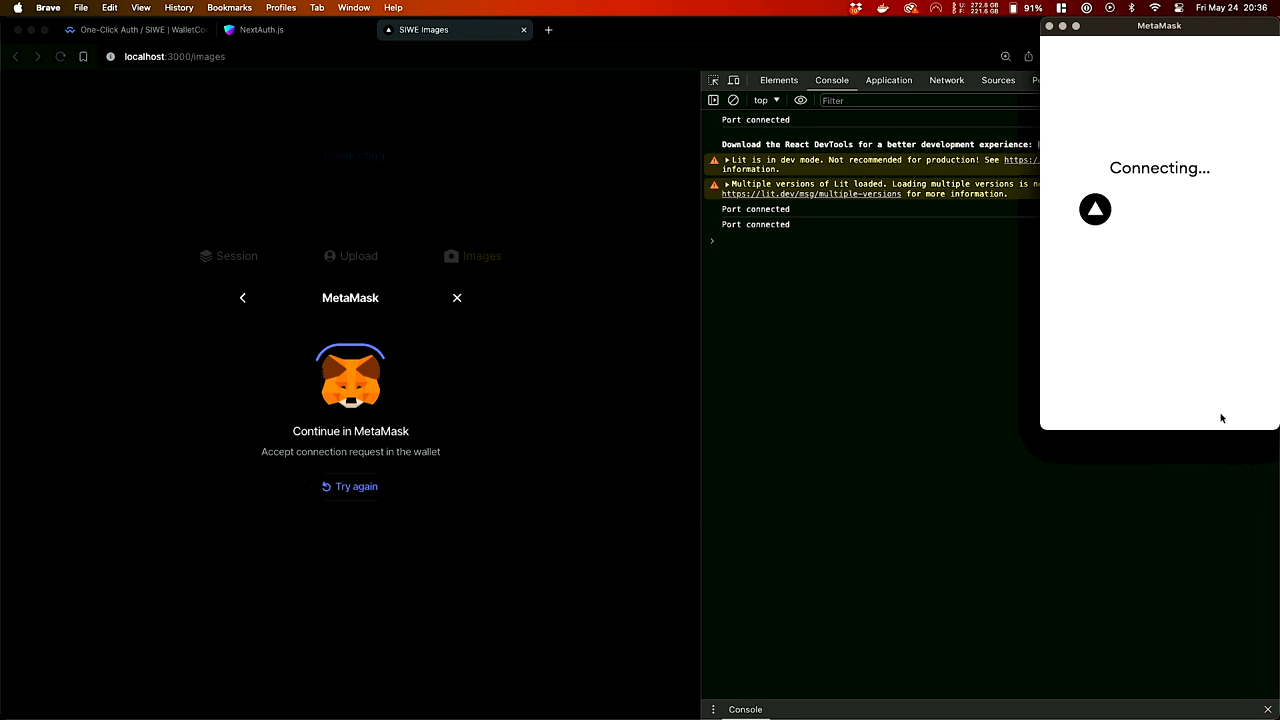 Brave File Edit View History Bookmarks Profiles Tab Window Help 91% Fri May 24 20:36
One-Click Auth / SIWE | WalletCo
NextAuth.js
SIWE Images
localhost:3000/images
MetaMask
Elements Console Application Network Sources
top Filter
Port connected
Download the React DevTools for a better development experience:
Lit is in dev mode. Not recommended for production! See https:/
information.
Multiple versions of Lit loaded. Loading multiple versions is
https://lit.dev/msg/multiple-versions for more information.
Port connected
Port connected
Connecting...
Connecting
Session Upload Images
MetaMask
Continue in MetaMask
Accept connection request in the wallet
Try again
Console